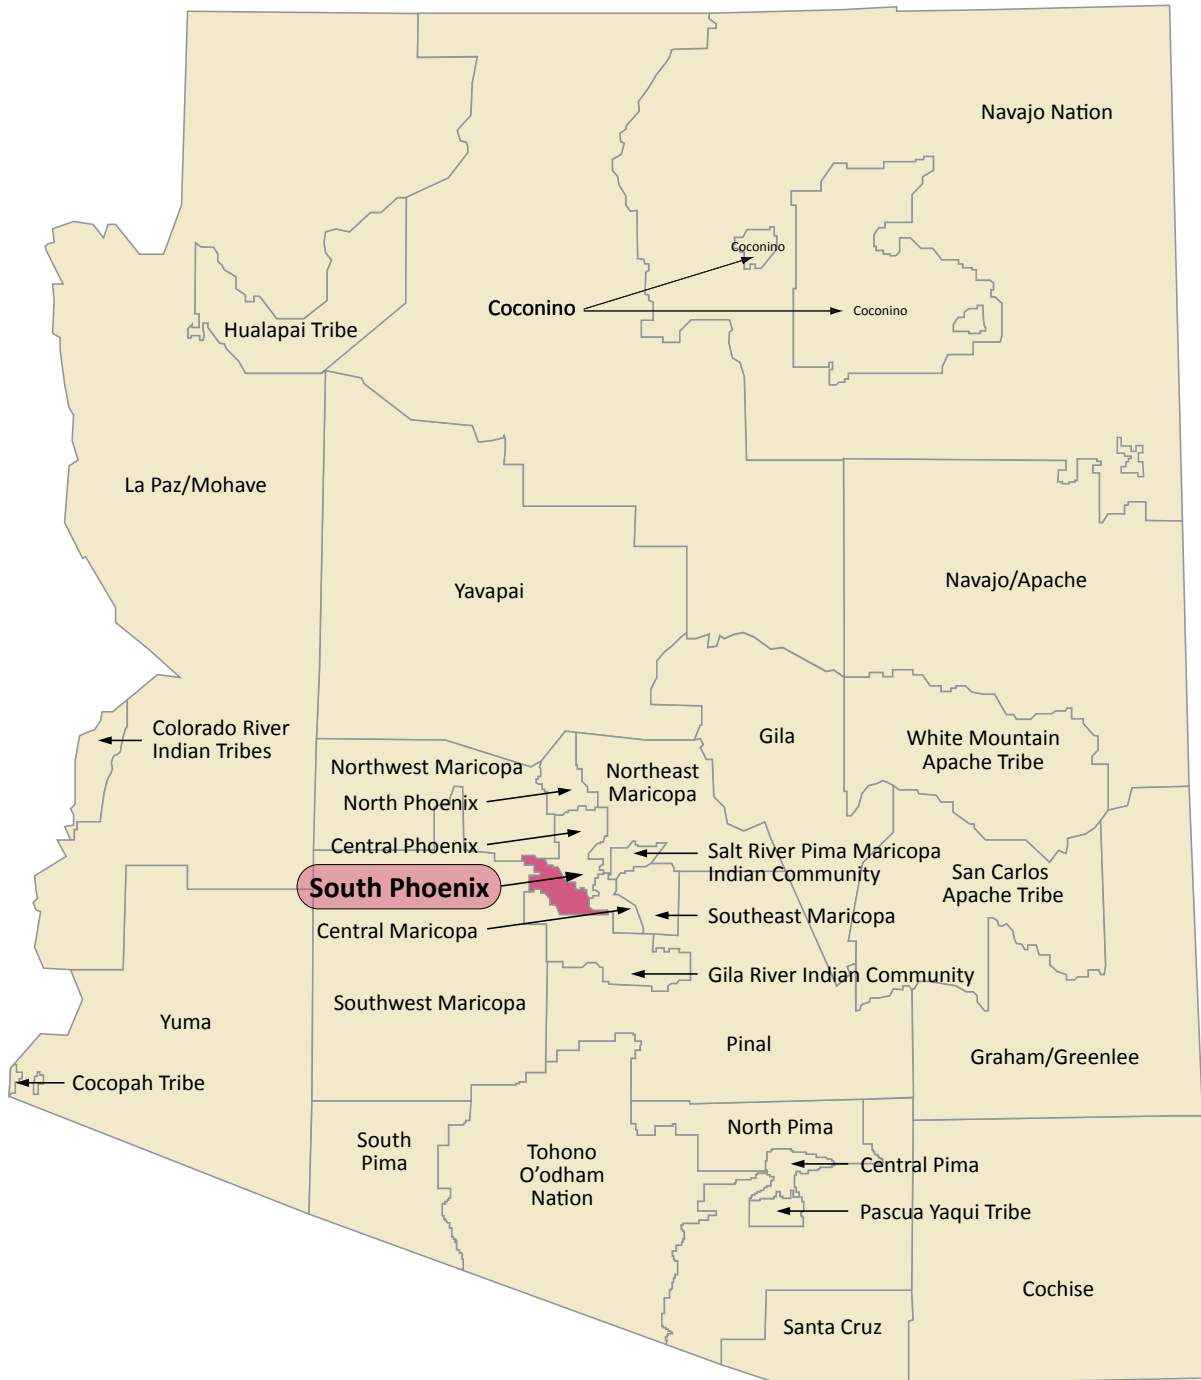 Navajo Nation
Coconino
Coconino
Coconino
Hualapai Tribe
La Paz/Mohave
Yavapai
Navajo/Apache
Colorado River
Indian Tribes
Gila
White Mountain
Apache Tribe
Northwest Maricopa
Northeast
Maricopa
North Phoenix
Central Phoenix
Salt River Pima Maricopa
Indian Community
San Carlos
Apache Tribe
South Phoenix
Southeast Maricopa
Central Maricopa
Gila River Indian Community
Southwest Maricopa
Yuma
Pinal
Graham/Greenlee
Cocopah Tribe
North Pima
South
Pima
Tohono
O’odham
Nation
Central Pima
Pascua Yaqui Tribe
Cochise
Santa Cruz